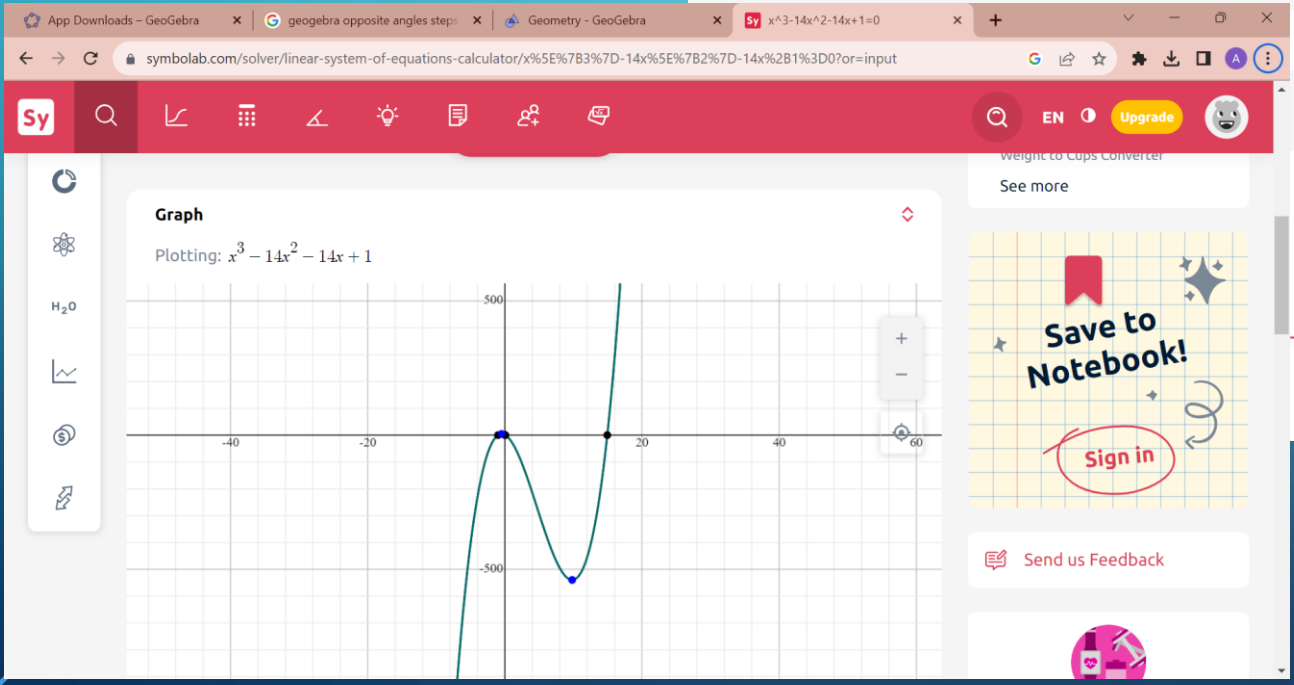 App Downloads – GeoGebra
geogebra opposite angles steps
Geometry - GeoGebra
Sy x^3-14x^2-14x+1=0
symbolab.com/solver/linear-system-of-equations-calculator/x%5E%7B3%7D-14x%5E%7B2%7D-14x%2B1%3D0?or=input
A
Sy
EN
Upgrade
Weight to Cups Converter
See more
Graph
Plotting: x^3 – 14x^2 – 14x + 1
H₂O
500
-40 -20 20 40 60
-500
+
−
Save to
Notebook!
Sign in
Send us Feedback